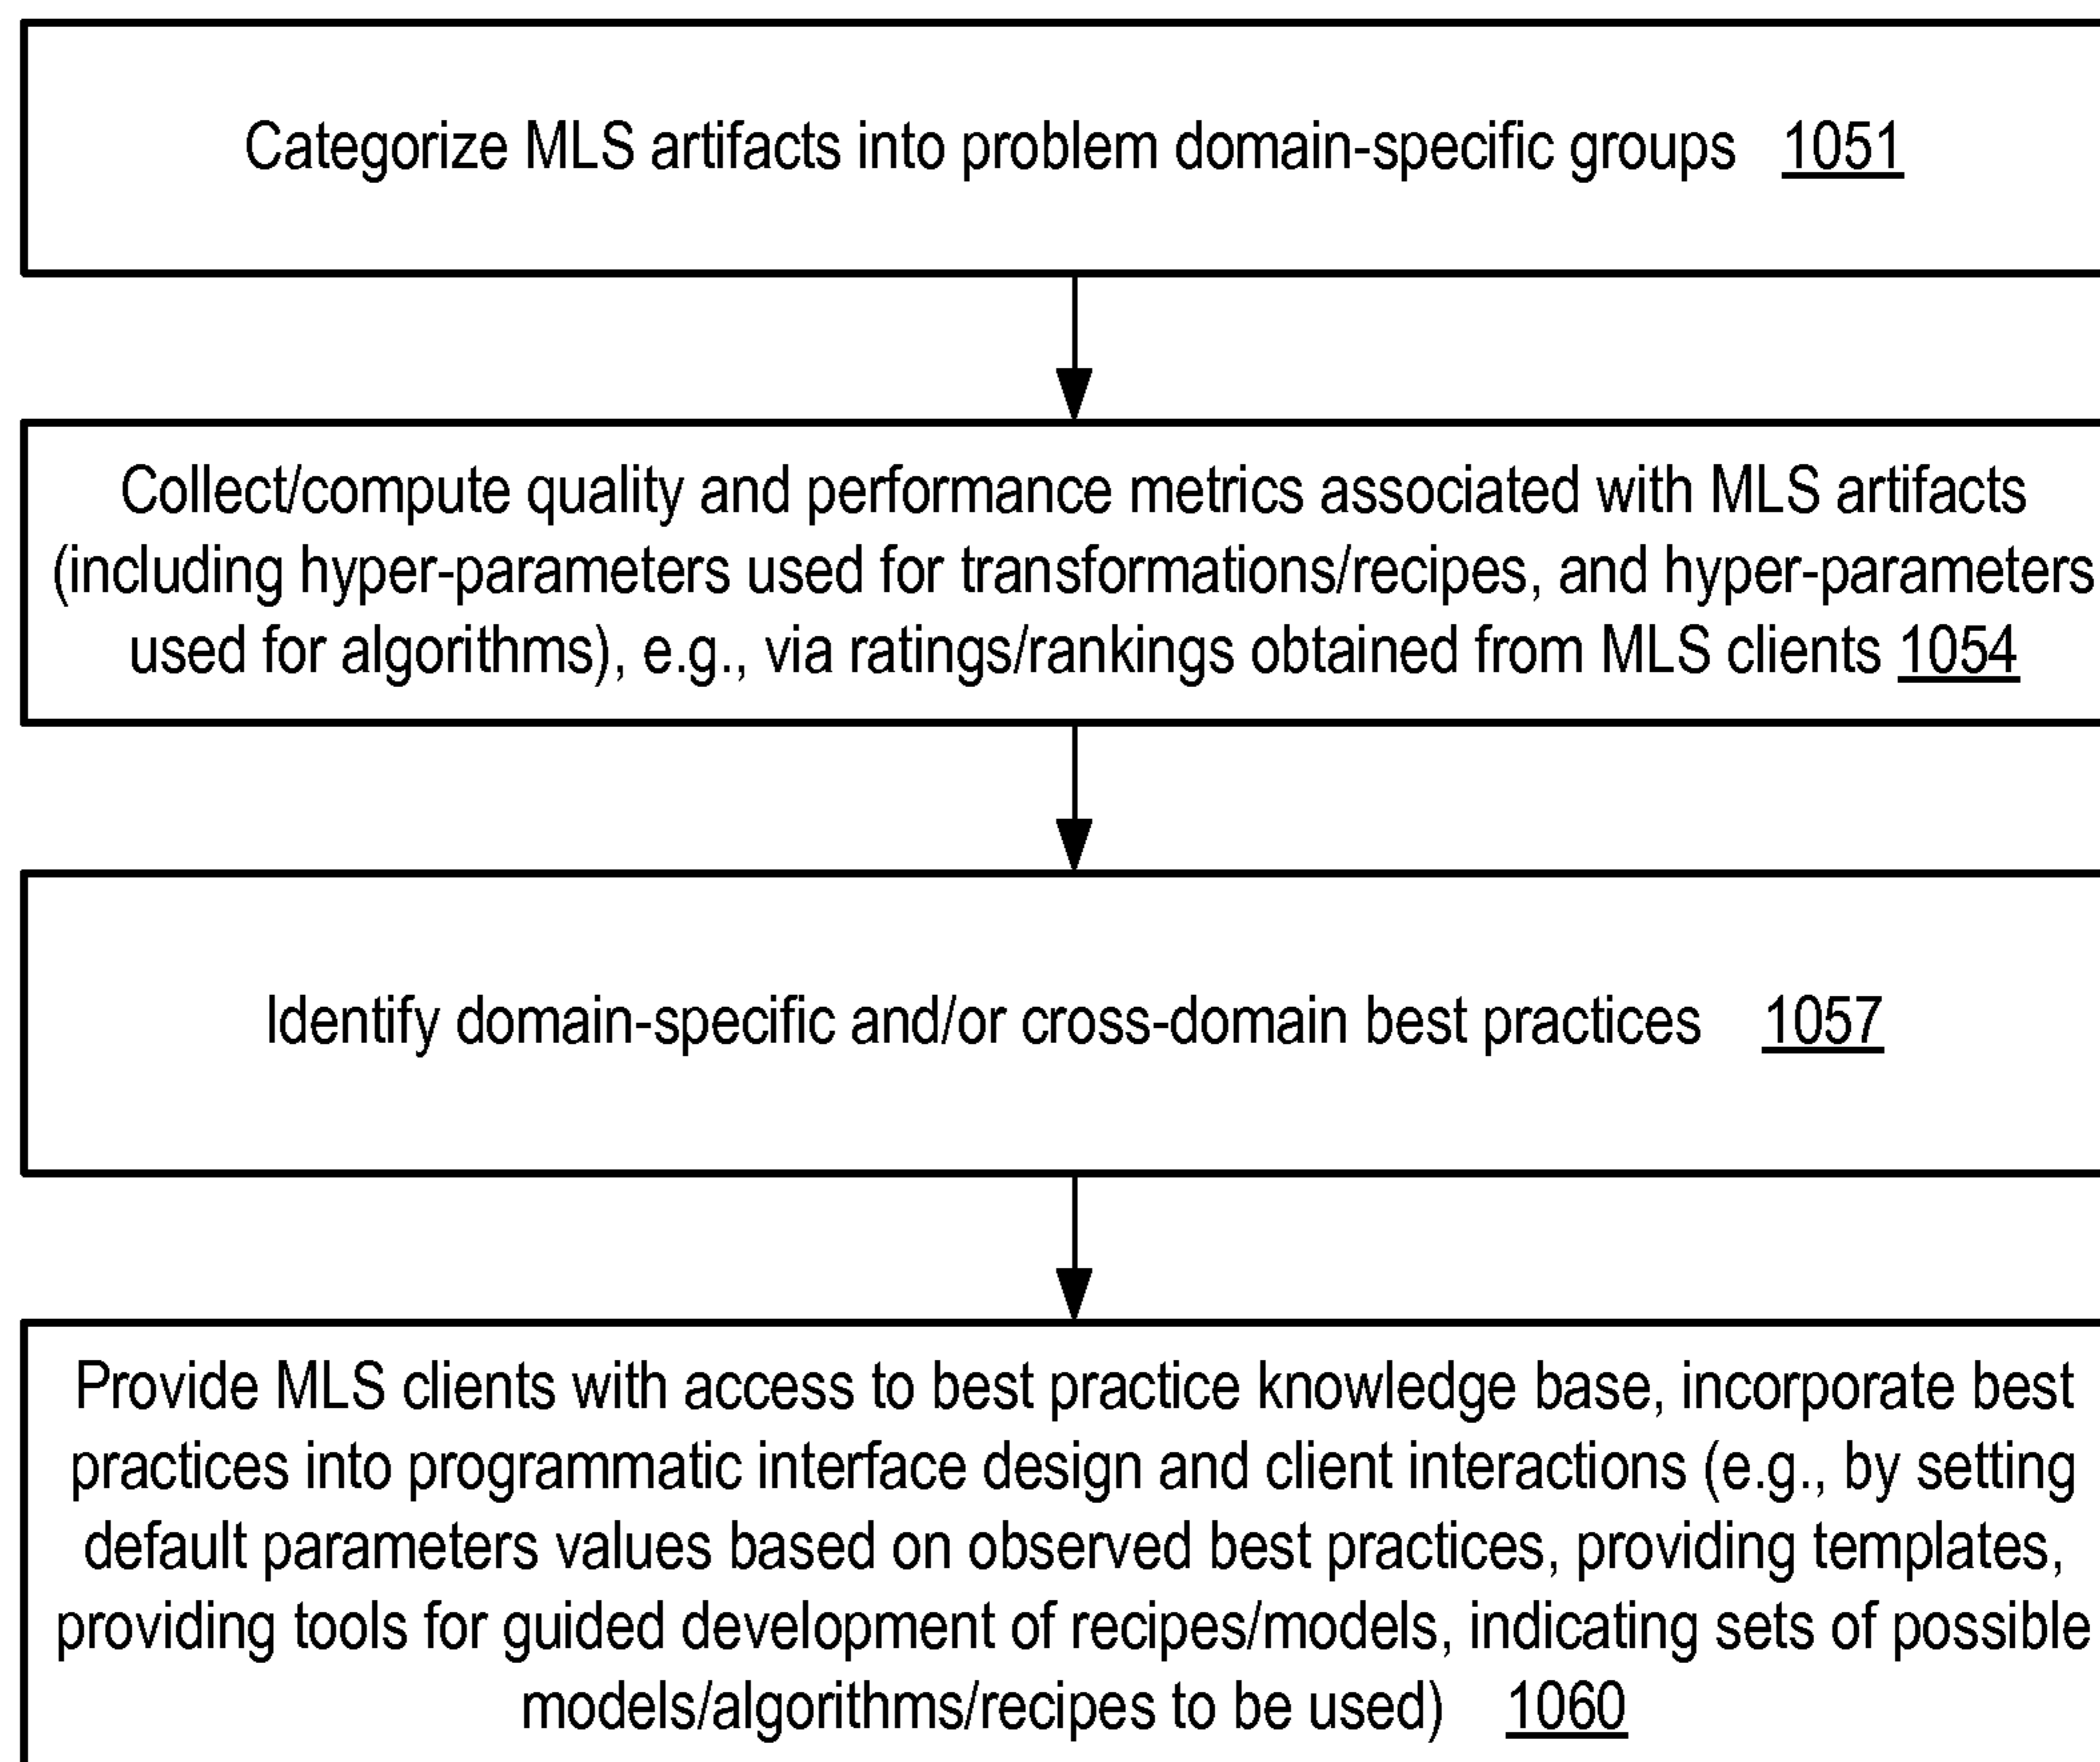 Categorize MLS artifacts into problem domain-specific groups 1051
Collect/compute quality and performance metrics associated with MLS artifacts
(including hyper-parameters used for transformations/recipes, and hyper-parameters
used for algorithms), e.g., via ratings/rankings obtained from MLS clients 1054
Identify domain-specific and/or cross-domain best practices 1057
Provide MLS clients with access to best practice knowledge base, incorporate best
practices into programmatic interface design and client interactions (e.g., by setting
default parameters values based on observed best practices, providing templates,
providing tools for guided development of recipes/models, indicating sets of possible
models/algorithms/recipes to be used) 1060